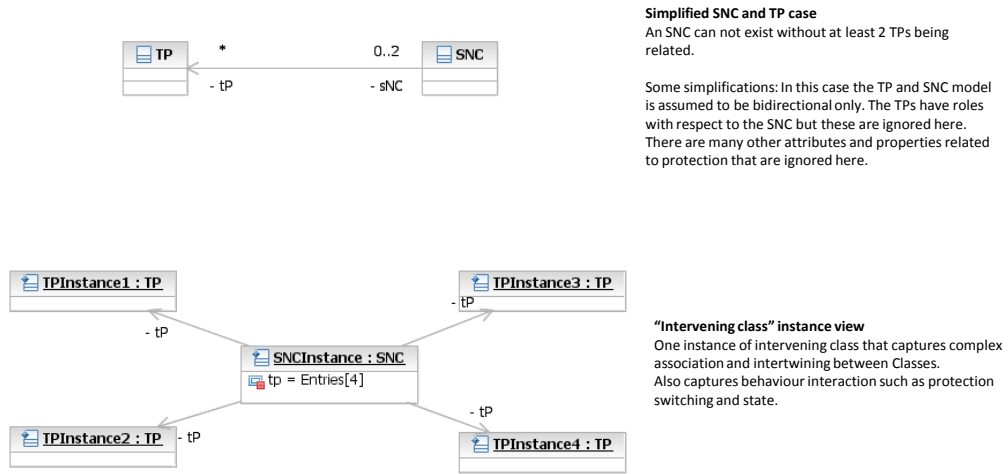 Simplified SNC and TP case
An SNC can not exist without at least 2 TPs being
related.
Some simplifications: In this case the TP and SNC model
is assumed to be bidirectional only. The TPs have roles
with respect to the SNC but these are ignored here.
There are many other attributes and properties related
to protection that are ignored here.
TP
*
0..2
SNC
- tP
- sNC
TPInstance1 : TP
TPInstance3 : TP
- tP
- tP
SNCInstance : SNC
tp = Entries[4]
"Intervening class" instance view
One instance of intervening class that captures complex
association and intertwining between Classes.
Also captures behaviour interaction such as protection
switching and state.
- tP
TPInstance2 : TP
- tP
TPInstance4 : TP